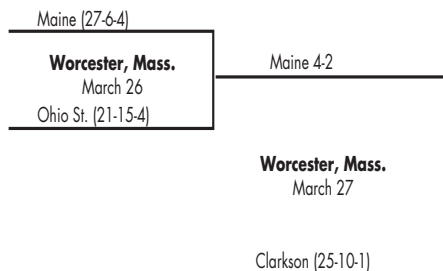 Maine (27-6-4)
Worcester, Mass.
March 26
Ohio St. (21-15-4)
Maine 4-2
Worcester, Mass.
March 27
Clarkson (25-10-1)